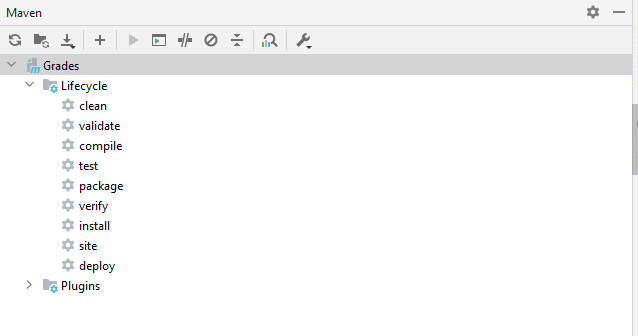 Maven
Grades
Lifecycle
clean
validate
compile
test
package
verify
install
site
deploy
Plugins